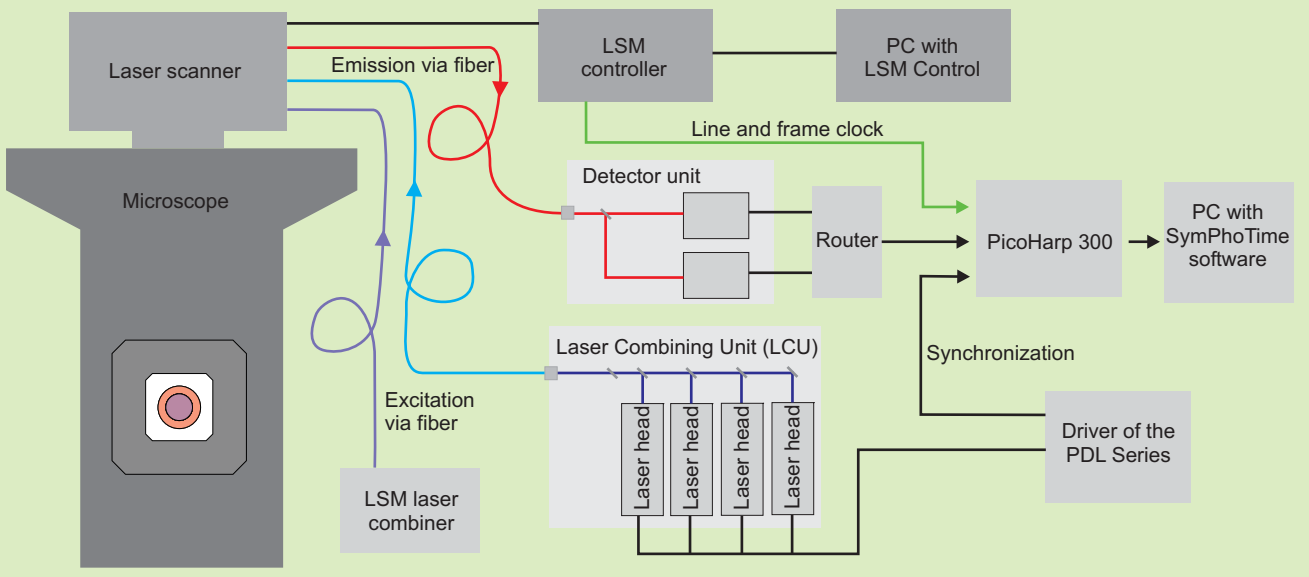 Laser scanner
Emission via fiber
LSM
controller
PC with
LSM Control
Line and frame clock
Microscope
Detector unit
Router
PicoHarp 300
PC with
SymPhoTime
software
Laser Combining Unit (LCU)
Synchronization
Excitation
via fiber
Laser head
Laser head
Laser head
Laser head
Driver of the
PDL Series
LSM laser
combiner